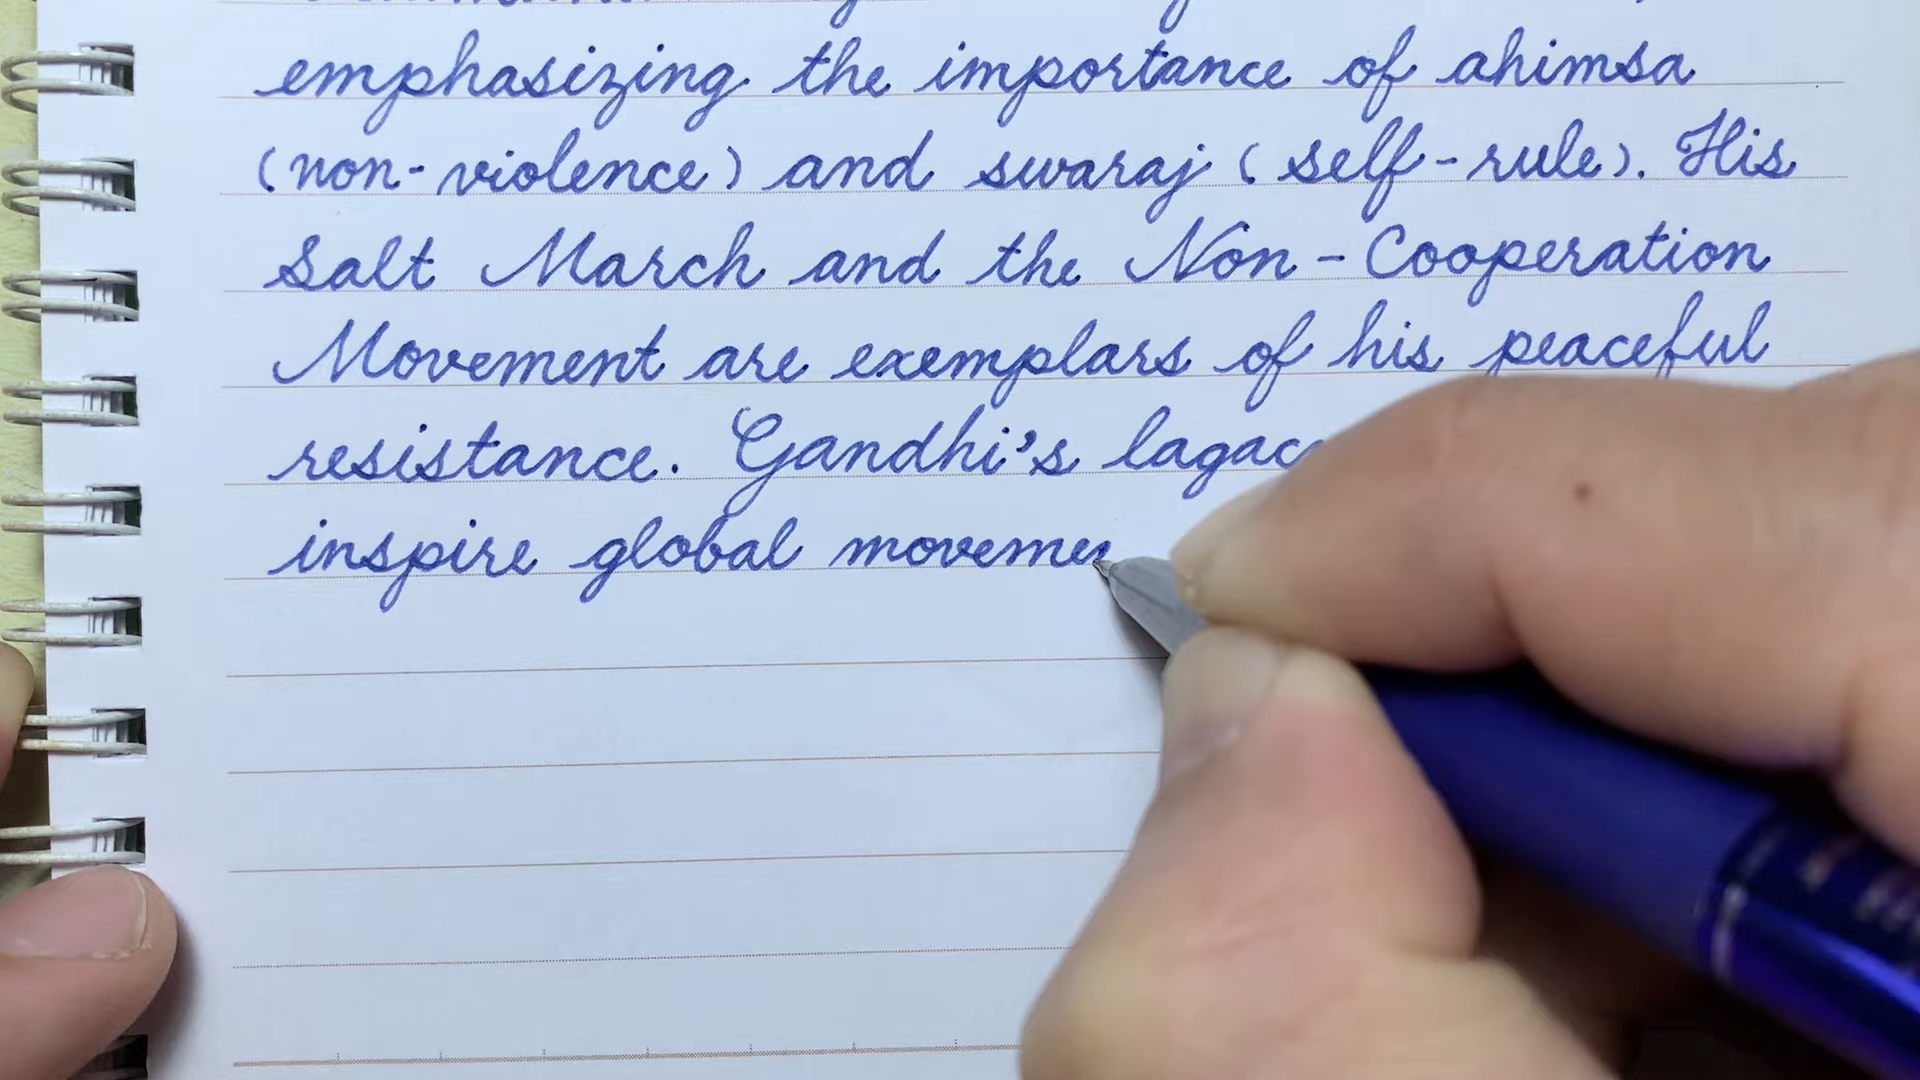 emphasizing the importance of ahimsa
(non-violence) and swaraj (self-rule). His
Salt March and the Non-Cooperation
Movement are exemplars of his peaceful
resistance. Gandhi's lagac
inspire global moveme